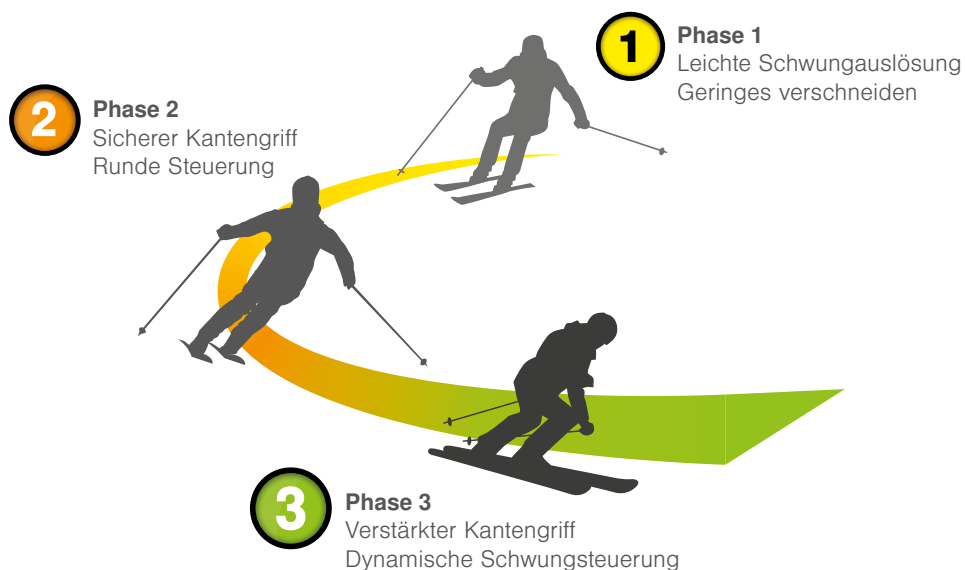 1
Phase 1
Leichte Schwungauslösung
Geringes verschneiden
2
Phase 2
Sicherer Kantengriff
Runde Steuerung
3
Phase 3
Verstärkter Kantengriff
Dynamische Schwungsteuerung